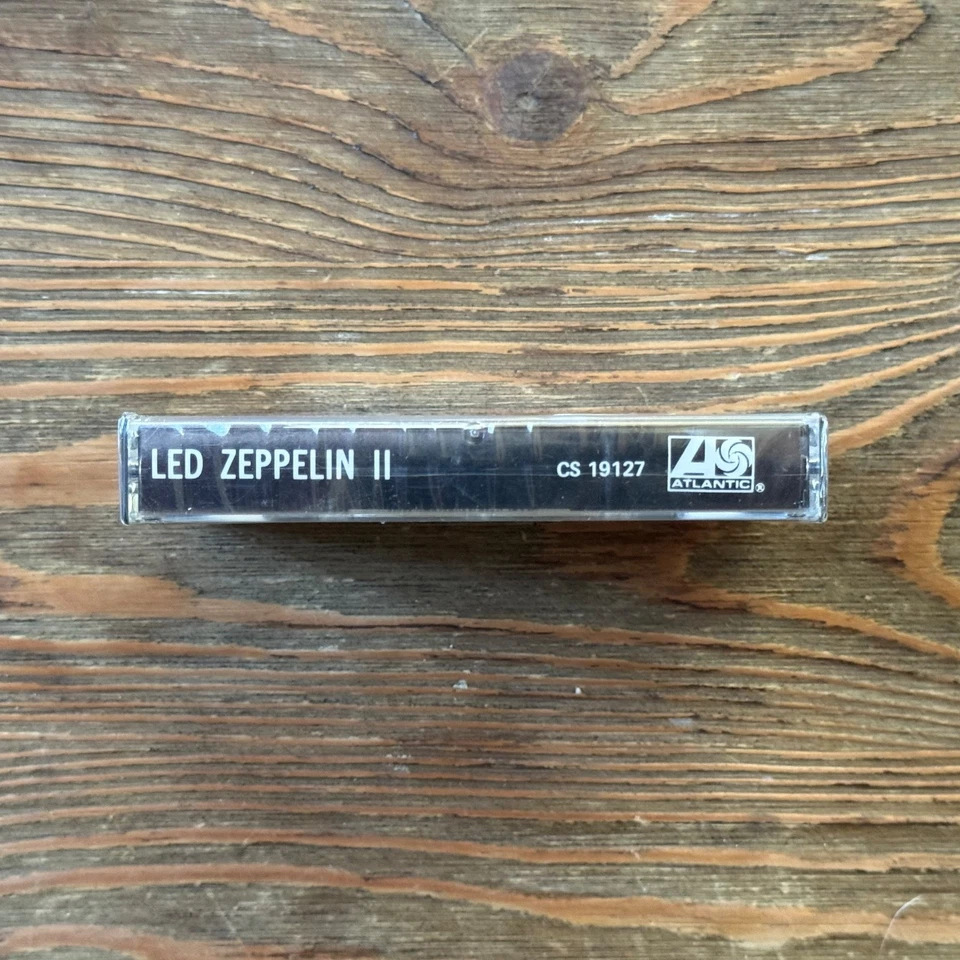 LED ZEPPELIN II CS 19127
ATLANTIC®